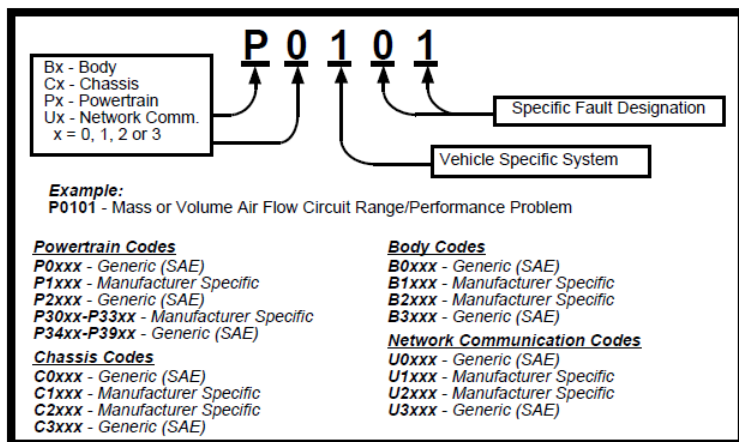 P 0 1 0 1
Bx - Body
Cx - Chassis
Px - Powertrain
Ux - Network Comm.
x = 0, 1, 2 or 3
Specific Fault Designation
Vehicle Specific System
Example:
P0101 - Mass or Volume Air Flow Circuit Range/Performance Problem
Powertrain Codes
P0xxx - Generic (SAE)
P1xxx - Manufacturer Specific
P2xxx - Generic (SAE)
P30xx-P33xx - Manufacturer Specific
P34xx-P39xx - Generic (SAE)
Chassis Codes
C0xxx - Generic (SAE)
C1xxx - Manufacturer Specific
C2xxx - Manufacturer Specific
C3xxx - Generic (SAE)
Body Codes
B0xxx - Generic (SAE)
B1xxx - Manufacturer Specific
B2xxx - Manufacturer Specific
B3xxx - Generic (SAE)
Network Communication Codes
U0xxx - Generic (SAE)
U1xxx - Manufacturer Specific
U2xxx - Manufacturer Specific
U3xxx - Generic (SAE)